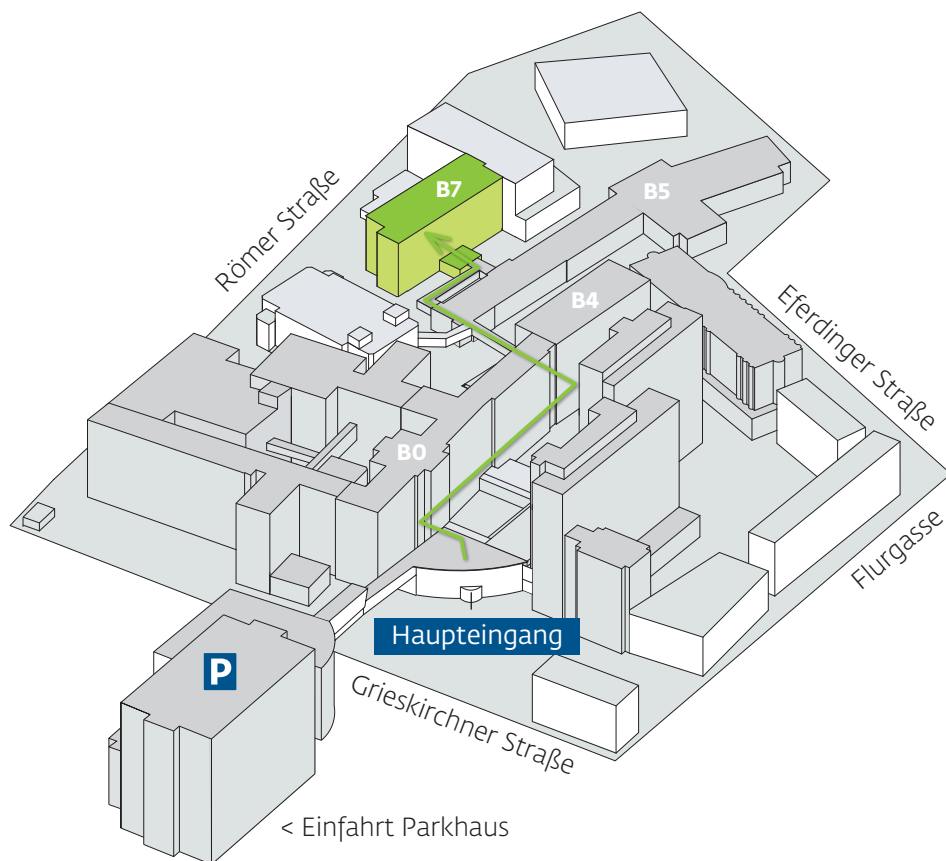 B7
B5
Römer Straße
B4
Eferdinger Straße
B0
Flurgasse
Haupteingang
P
Grieskirchner Straße
< Einfahrt Parkhaus